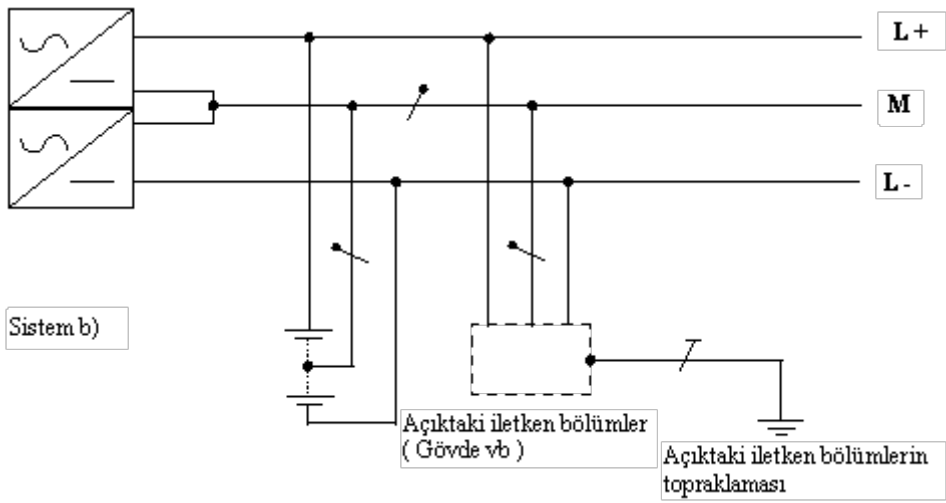 L +
M
L -
Sistem b)
Açıktaki iletken bölümler
( Gövde vb )
Açıktaki iletken bölümlerin
topraklaması